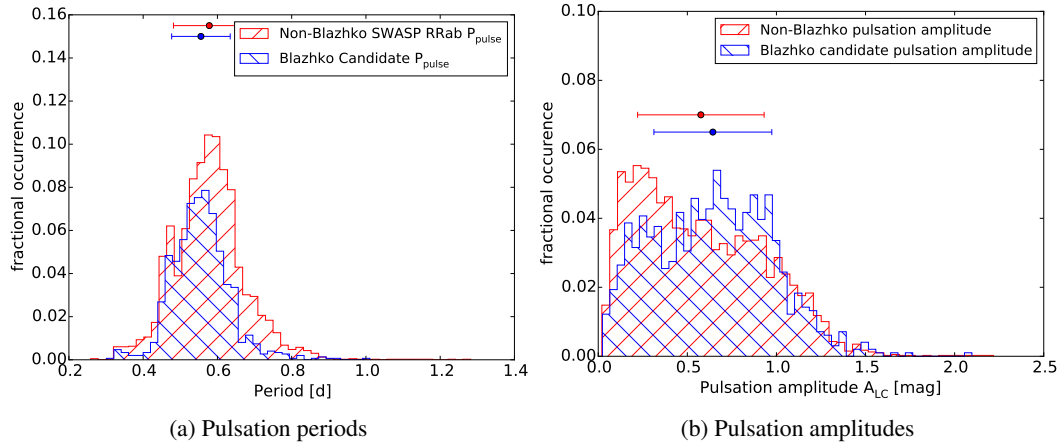 0.16
0.14
0.12
0.10
0.08
0.06
0.04
0.02
0.00
fractional occurrence
0.2 0.4 0.6 0.8 1.0 1.2 1.4
Period [d]
Non-Blazhko SWASP RRab P_pulse
Blazhko Candidate P_pulse
(a) Pulsation periods
0.10
0.08
0.06
0.04
0.02
0.00
fractional occurence
0.0 0.5 1.0 1.5 2.0 2.5
Pulsation amplitude A_LC [mag]
Non-Blazhko pulsation amplitude
Blazhko candidate pulsation amplitude
(b) Pulsation amplitudes